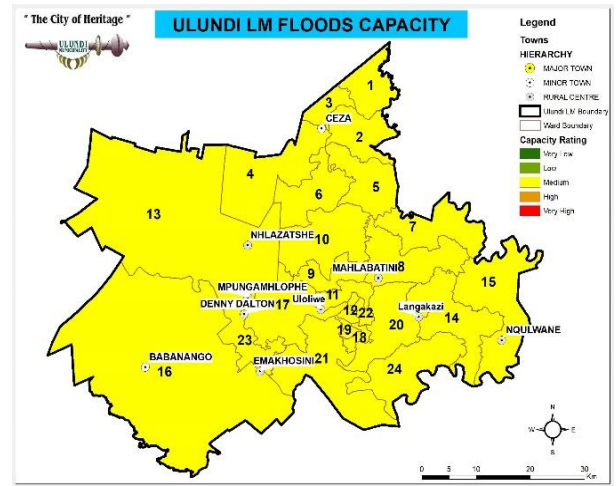 " The City of Heritage "
ULUNDI LM FLOODS CAPACITY
ULUNDI
MUNICIPALITY
Legend
Towns
HIERARCHY
MAJOR TOWN
MINOR TOWN
RURAL CENTRE
Ulundi LM Boundary
Ward Boundary
Capacity Rating
Very Low
Low
Medium
High
Very High
1
3
CEZA
2
4
5
6
13
7
NHLAZATSHE
10
9
MAHLABATINI 8
15
MPUNGAMHLOPHE
11
DENNY DALTON 17
Uloliwe
12 22
Langakazi
20
14
19
18
23
NQULWANE
BABANANGO
16
EMAKHOSINI 21
24
N
W E
S
0 5 10 20 30
Km